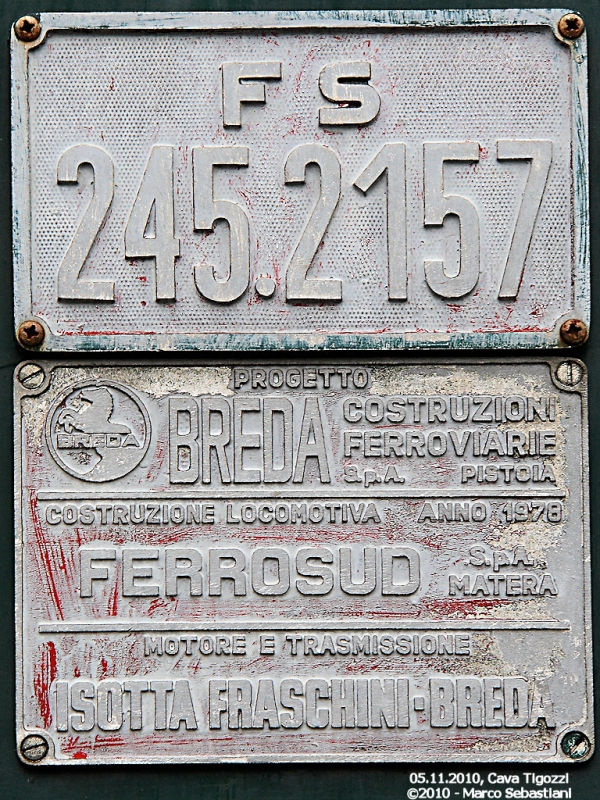 FS
245.2157
PROGETTO
BREDA
BREDA
COSTRUZIONI
FERROVIARIE
S.p.A. PISTOIA
COSTRUZIONE LOCOMOTIVA ANNO 1978
FERROSUD
S.p.A.
MATERA
MOTORE E TRASMISSIONE
ISOTTA FRASCHINI-BREDA
05.11.2010, Cava Tigozzi
©2010 - Marco Sebastiani